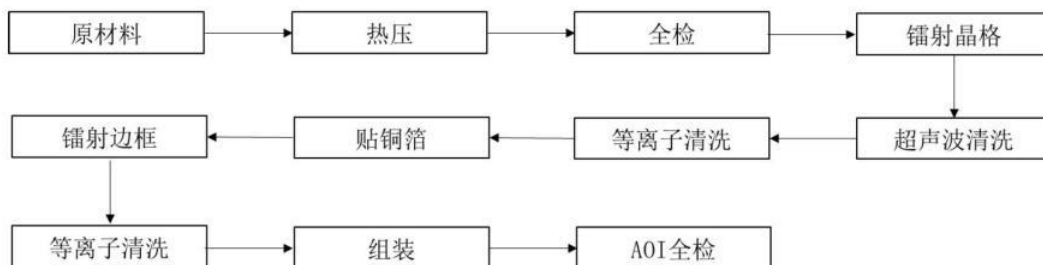 原材料
热压
全检
镭射晶格
超声波清洗
等离子清洗
贴铜箔
镭射边框
等离子清洗
组装
AOI全检